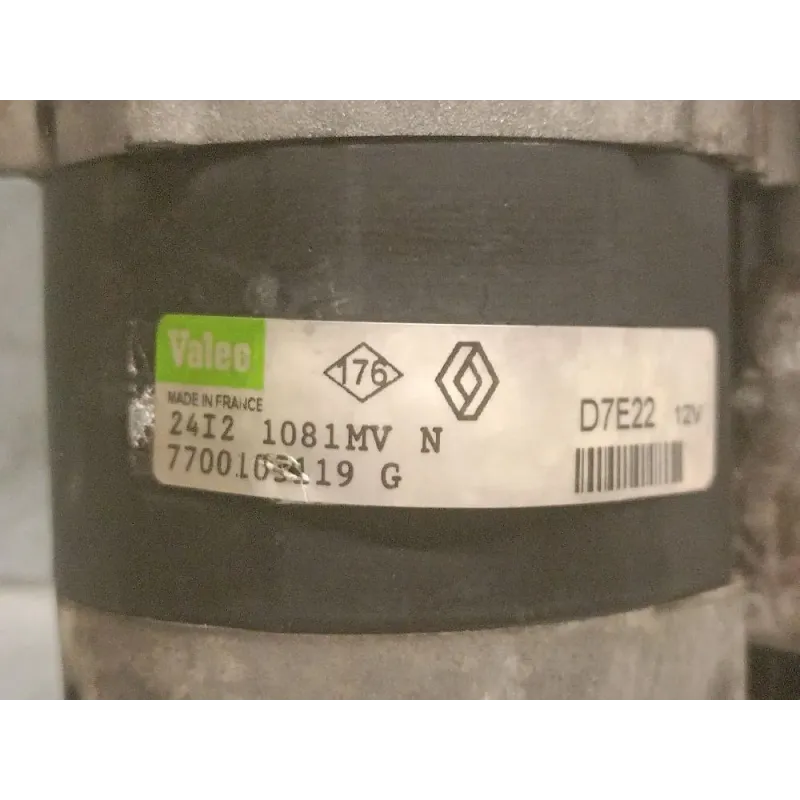 Valeo
176
MADE IN FRANCE
24I2 1081MV N
D7E22 12V
G